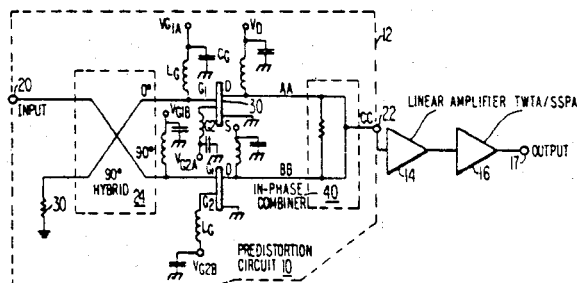 VG1A
CG
LG
VD
12
20
INPUT
0°
G1
D
30
AA
CC
22
LINEAR AMPLIFIER TWTA/SSPA
VG1B
G2
S
90°
VG2A
30
90°
HYBRID
24
G1
D
BB
IN-PHASE
COMBINER
40
14
16
17
OUTPUT
G2
LG
VG2B
PREDISTORTION
CIRCUIT 10